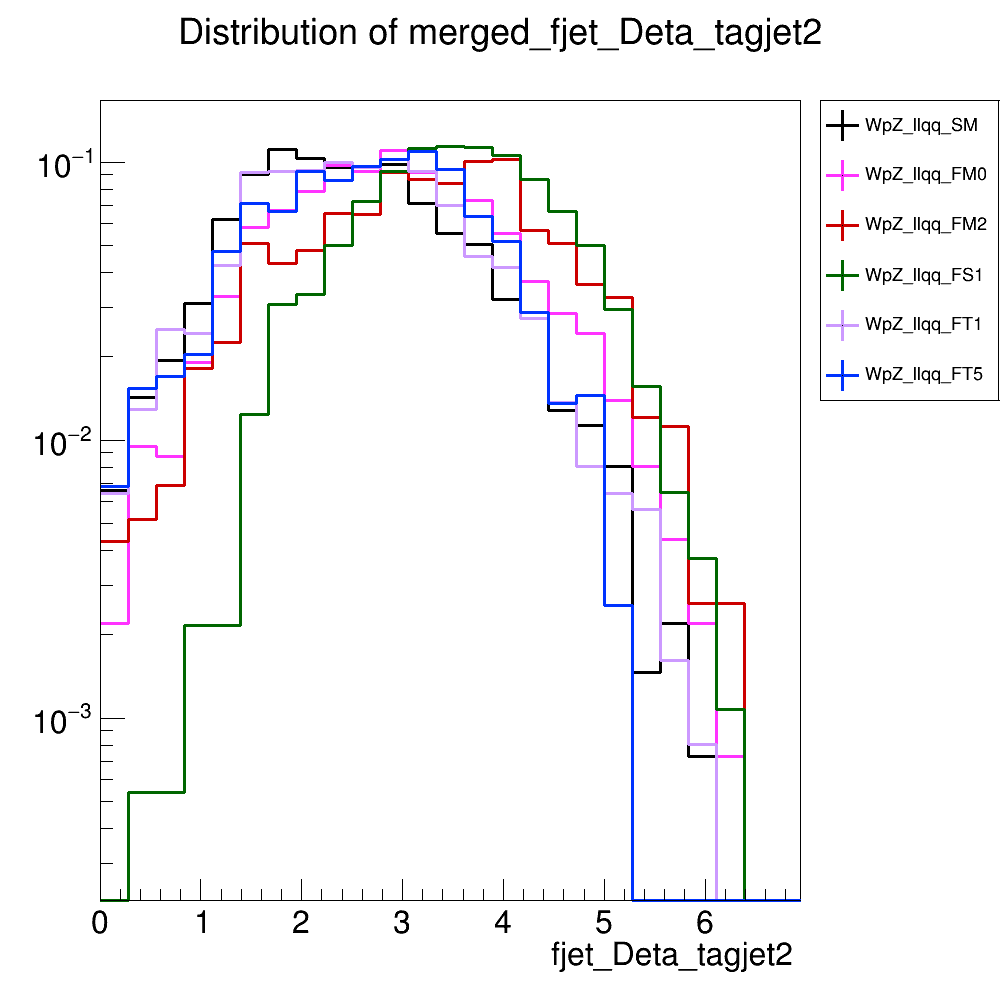 Distribution of merged_fjet_Deta_tagjet2
WpZ_llqq_SM
WpZ_llqq_FM0
WpZ_llqq_FM2
WpZ_llqq_FS1
WpZ_llqq_FT1
WpZ_llqq_FT5
10⁻¹
10⁻²
10⁻³
0 1 2 3 4 5 6
fjet_Deta_tagjet2